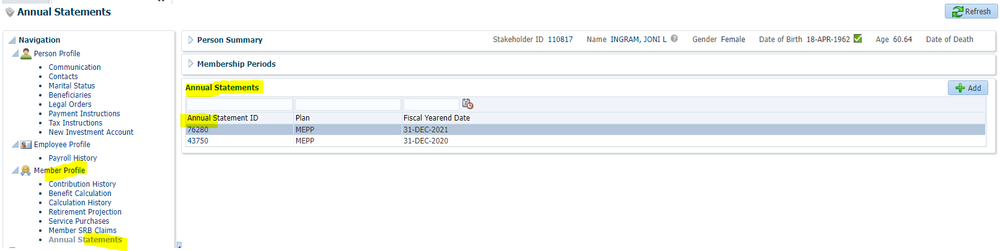 Annual Statements
Refresh
Navigation
Person Profile
Communication
Contacts
Marital Status
Beneficiaries
Legal Orders
Payment Instructions
Tax Instructions
New Investment Account
Employee Profile
Payroll History
Member Profile
Contribution History
Benefit Calculation
Calculation History
Retirement Projection
Service Purchases
Member SRB Claims
Annual Statements
Person Summary Stakeholder ID 110817 Name INGRAM, JONI L Gender Female Date of Birth 18-APR-1962 Age 60.64 Date of Death
Membership Periods
Annual Statements
Add
Annual Statement ID Plan Fiscal Yearend Date
76280 MEPP 31-DEC-2021
43750 MEPP 31-DEC-2020